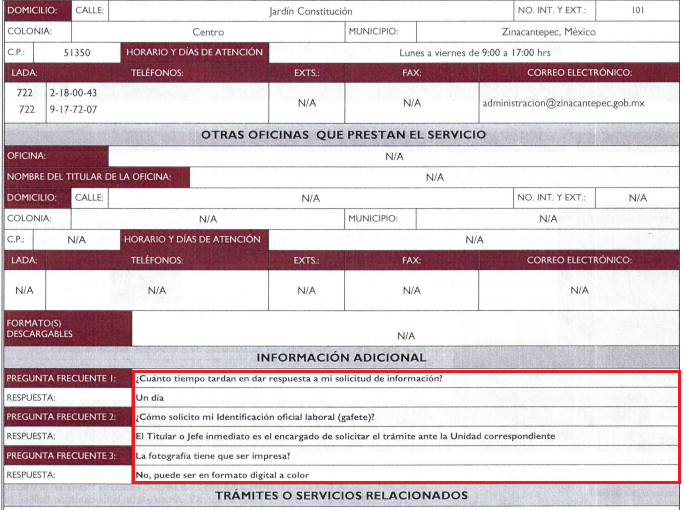 DOMICILIO: CALLE: Jardín Constitución NO. INT. Y EXT.: 101
COLONIA: Centro MUNICIPIO: Zinacantepec, México
C.P.: 51350 HORARIO Y DÍAS DE ATENCIÓN Lunes a viernes de 9:00 a 17:00 hrs
LADA: TELÉFONOS: EXTS.: FAX: CORREO ELECTRÓNICO:
722 2-18-00-43
722 9-17-72-07
N/A N/A administracion@zinacantepec.gob.mx
OTRAS OFICINAS QUE PRESTAN EL SERVICIO
OFICINA: N/A
NOMBRE DEL TITULAR DE LA OFICINA: N/A
DOMICILIO: CALLE: N/A NO. INT. Y EXT.: N/A
COLONIA: N/A MUNICIPIO: N/A
C.P.: N/A HORARIO Y DÍAS DE ATENCIÓN N/A
LADA: TELÉFONOS: EXTS.: FAX: CORREO ELECTRÓNICO:
N/A N/A N/A N/A N/A
FORMATO(S)
DESCARGABLES
N/A
INFORMACIÓN ADICIONAL
PREGUNTA FRECUENTE 1: ¿Cuánto tiempo tardan en dar respuesta a mi solicitud de información?
RESPUESTA: Un día
PREGUNTA FRECUENTE 2: ¿Cómo solicito mi Identificación oficial laboral (gafete)?
RESPUESTA: El Titular o Jefe inmediato es el encargado de solicitar el trámite ante la Unidad correspondiente
PREGUNTA FRECUENTE 3: La fotografía tiene que ser impresa?
RESPUESTA: No, puede ser en formato digital a color
TRÁMITES O SERVICIOS RELACIONADOS